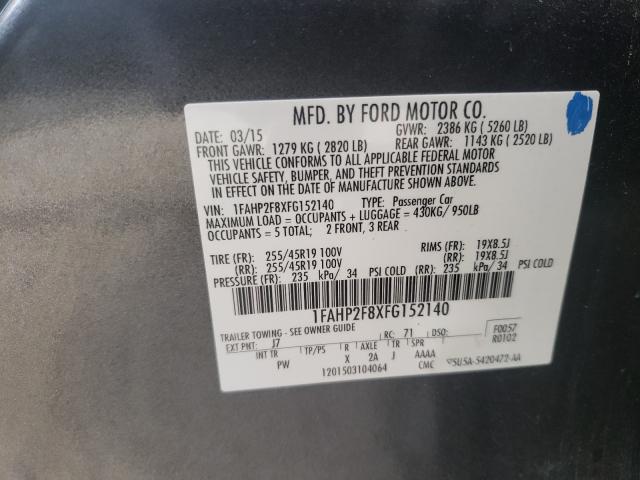 MFD. BY FORD MOTOR CO.
DATE: 03/15 GVWR: 2386 KG ( 5260 LB)
FRONT GAWR: 1279 KG ( 2820 LB) REAR GAWR: 1143 KG ( 2520 LB)
THIS VEHICLE CONFORMS TO ALL APPLICABLE FEDERAL MOTOR
VEHICLE SAFETY, BUMPER, AND THEFT PREVENTION STANDARDS
IN EFFECT ON THE DATE OF MANUFACTURE SHOWN ABOVE.
VIN: 1FAHP2F8XFG152140 TYPE: Passenger Car
MAXIMUM LOAD = OCCUPANTS + LUGGAGE = 430KG/ 950LB
OCCUPANTS = 5 TOTAL; 2 FRONT, 3 REAR
TIRE (FR): 255/45R19 100V RIMS (FR): 19X8.5J
(RR): 255/45R19 100V (RR): 19X8.5J
PRESSURE (FR): 235 kPa/ 34 PSI COLD (RR): 235 kPa/ 34 PSI COLD
1FAHP2F8XFG152140
TRAILER TOWING - SEE OWNER GUIDE F0057
EXT PNT: J7 RC: 71 DSO: R0102
INT TR TP/PS R AXLE TR SPR
PW X 2A J AAAA
1201503104064 CMC 5U5A-5420472-AA